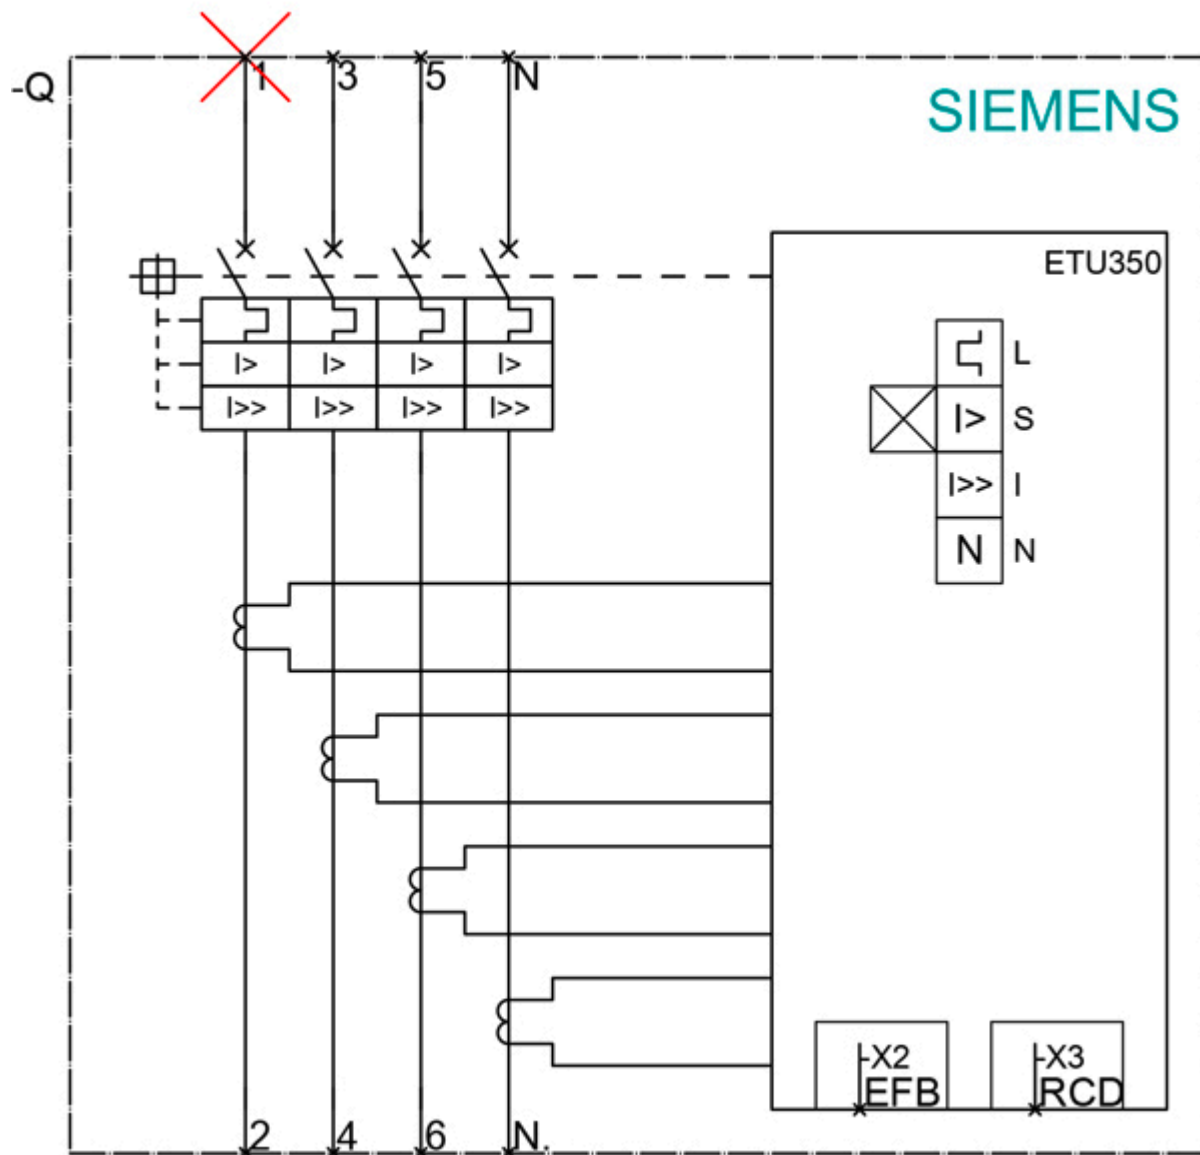 1 3 5 N
-Q
SIEMENS
ETU350
L
I> I> I> I>
I>> I>> I>> I>>
I> S
I>> I
N N
-X2 -X3
EFB RCD
2 4 6 N.